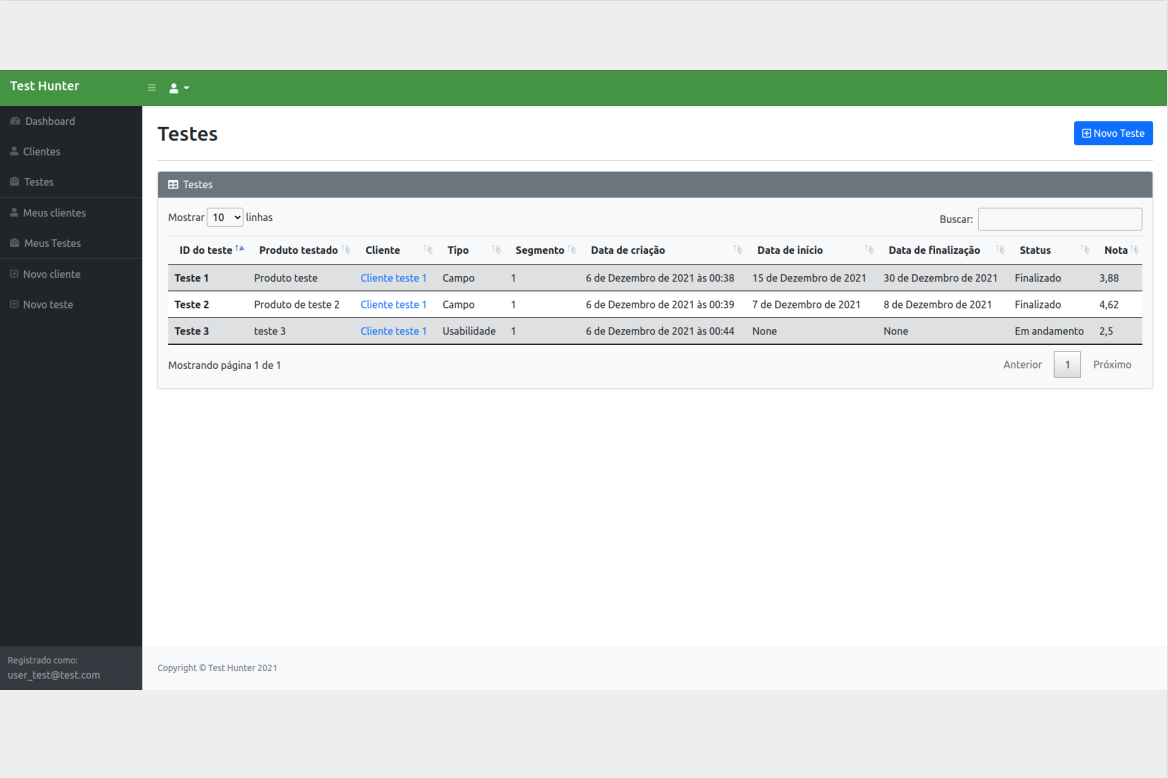 Test Hunter
Dashboard
Clientes
Testes
Meus clientes
Meus Testes
Novo cliente
Novo teste
Registrado como:
user_test@test.com
Testes
Novo Teste
Testes
Mostrar 10 linhas
Buscar:
ID do teste Produto testado Cliente Tipo Segmento Data de criação Data de início Data de finalização Status Nota
Teste 1 Produto teste Cliente teste 1 Campo 1 6 de Dezembro de 2021 às 00:38 15 de Dezembro de 2021 30 de Dezembro de 2021 Finalizado 3,88
Teste 2 Produto de teste 2 Cliente teste 1 Campo 1 6 de Dezembro de 2021 às 00:39 7 de Dezembro de 2021 8 de Dezembro de 2021 Finalizado 4,62
Teste 3 teste 3 Cliente teste 1 Usabilidade 1 6 de Dezembro de 2021 às 00:44 None None Em andamento 2,5
Mostrando página 1 de 1
Anterior 1 Próximo
Copyright © Test Hunter 2021